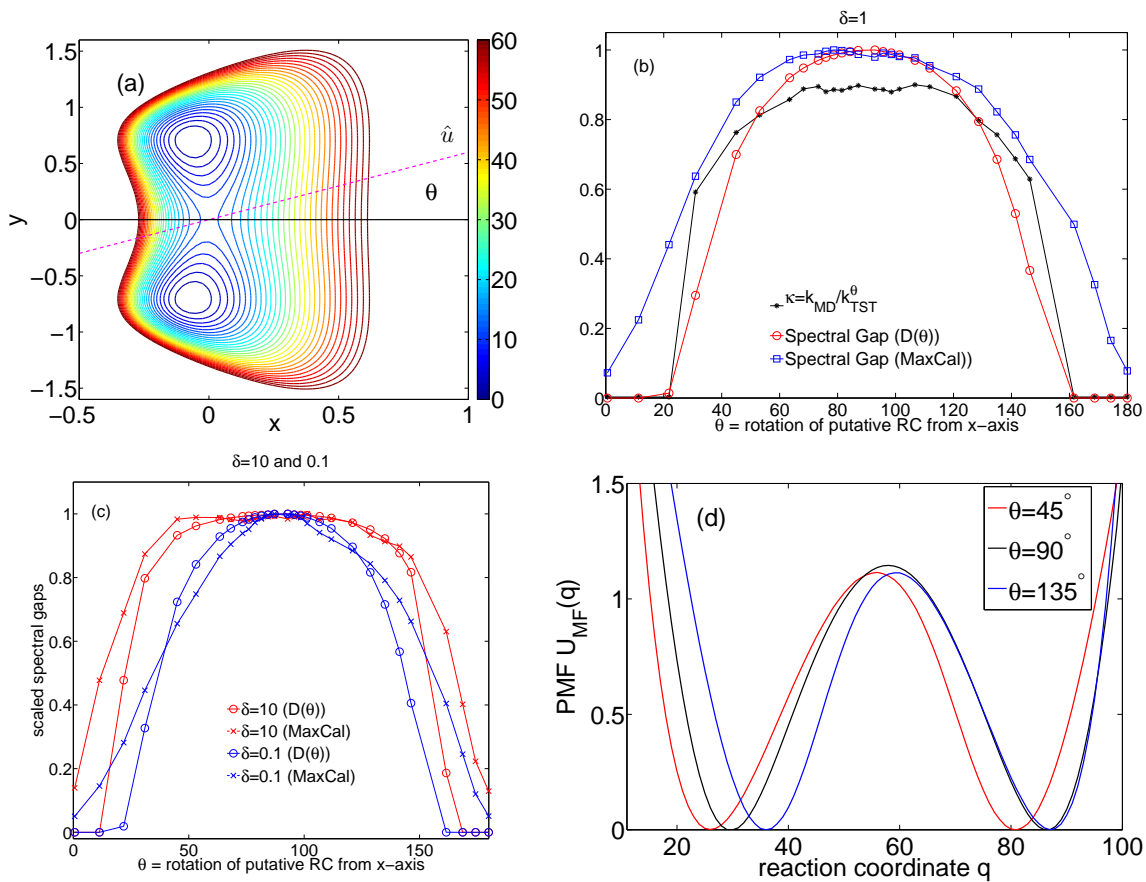 (a)
û
θ
y
1.5
1
0.5
0
−0.5
−1
−1.5
−0.5
0
0.5
1
x
60
50
40
30
20
10
0
δ=1
(b)
1
0.8
0.6
0.4
0.2
0
κ=k_MD/k^θ_TST
Spectral Gap (D(θ))
Spectral Gap (MaxCal))
0 20 40 60 80 100 120 140 160 180
θ = rotation of putative RC from x−axis
δ=10 and 0.1
(c)
scaled spectral gaps
1
0.8
0.6
0.4
0.2
0
δ=10 (D(θ))
δ=10 (MaxCal)
δ=0.1 (D(θ))
δ=0.1 (MaxCal)
0 50 100 150
θ = rotation of putative RC from x−axis
(d)
PMF U_MF(q)
1.5
1
0.5
0
θ=45°
θ=90°
θ=135°
20 40 60 80 100
reaction coordinate q